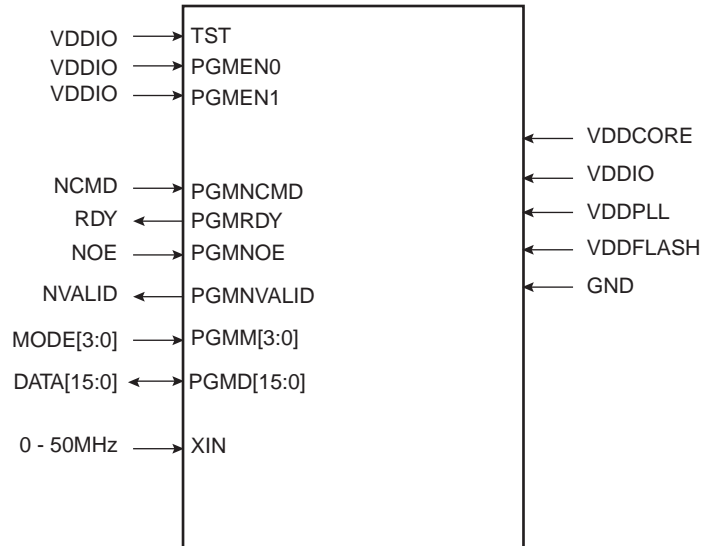 VDDIO TST
VDDIO PGMEN0
VDDIO PGMEN1
VDDCORE
VDDIO
NCMD PGMNCMD
RDY PGMRDY
VDDPLL
NOE PGMNOE
VDDFLASH
NVALID PGMNVALID
GND
MODE[3:0] PGMM[3:0]
DATA[15:0] PGMD[15:0]
0 - 50MHz XIN